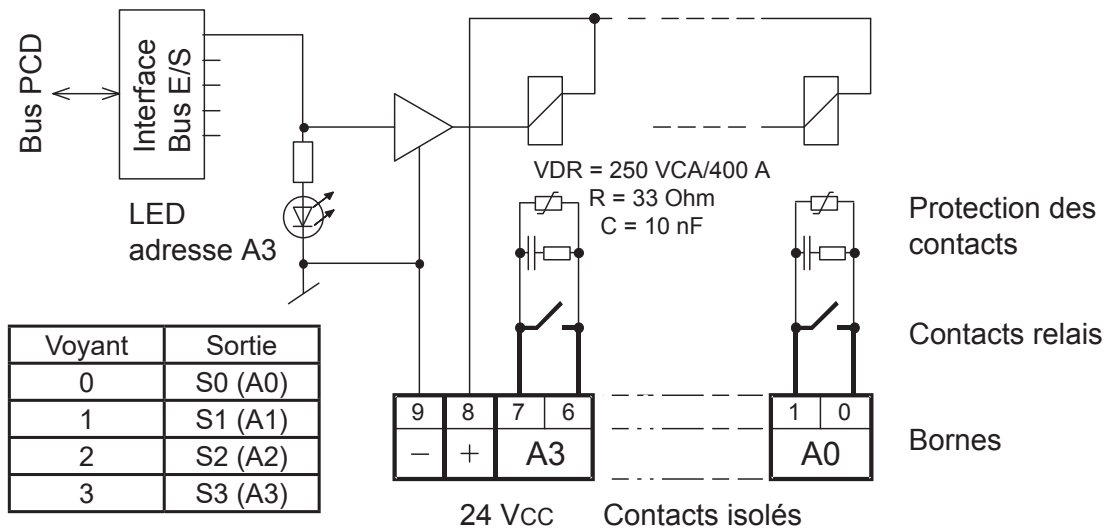 Bus PCD
Interface
Bus E/S
LED
adresse A3
VDR = 250 VCA/400 A
R = 33 Ohm
C = 10 nF
Protection des
contacts
Contacts relais
Voyant Sortie
0 S0 (A0)
1 S1 (A1)
2 S2 (A2)
3 S3 (A3)
9 8 7 6 1 0
− + A3 A0
Bornes
24 VCC Contacts isolés